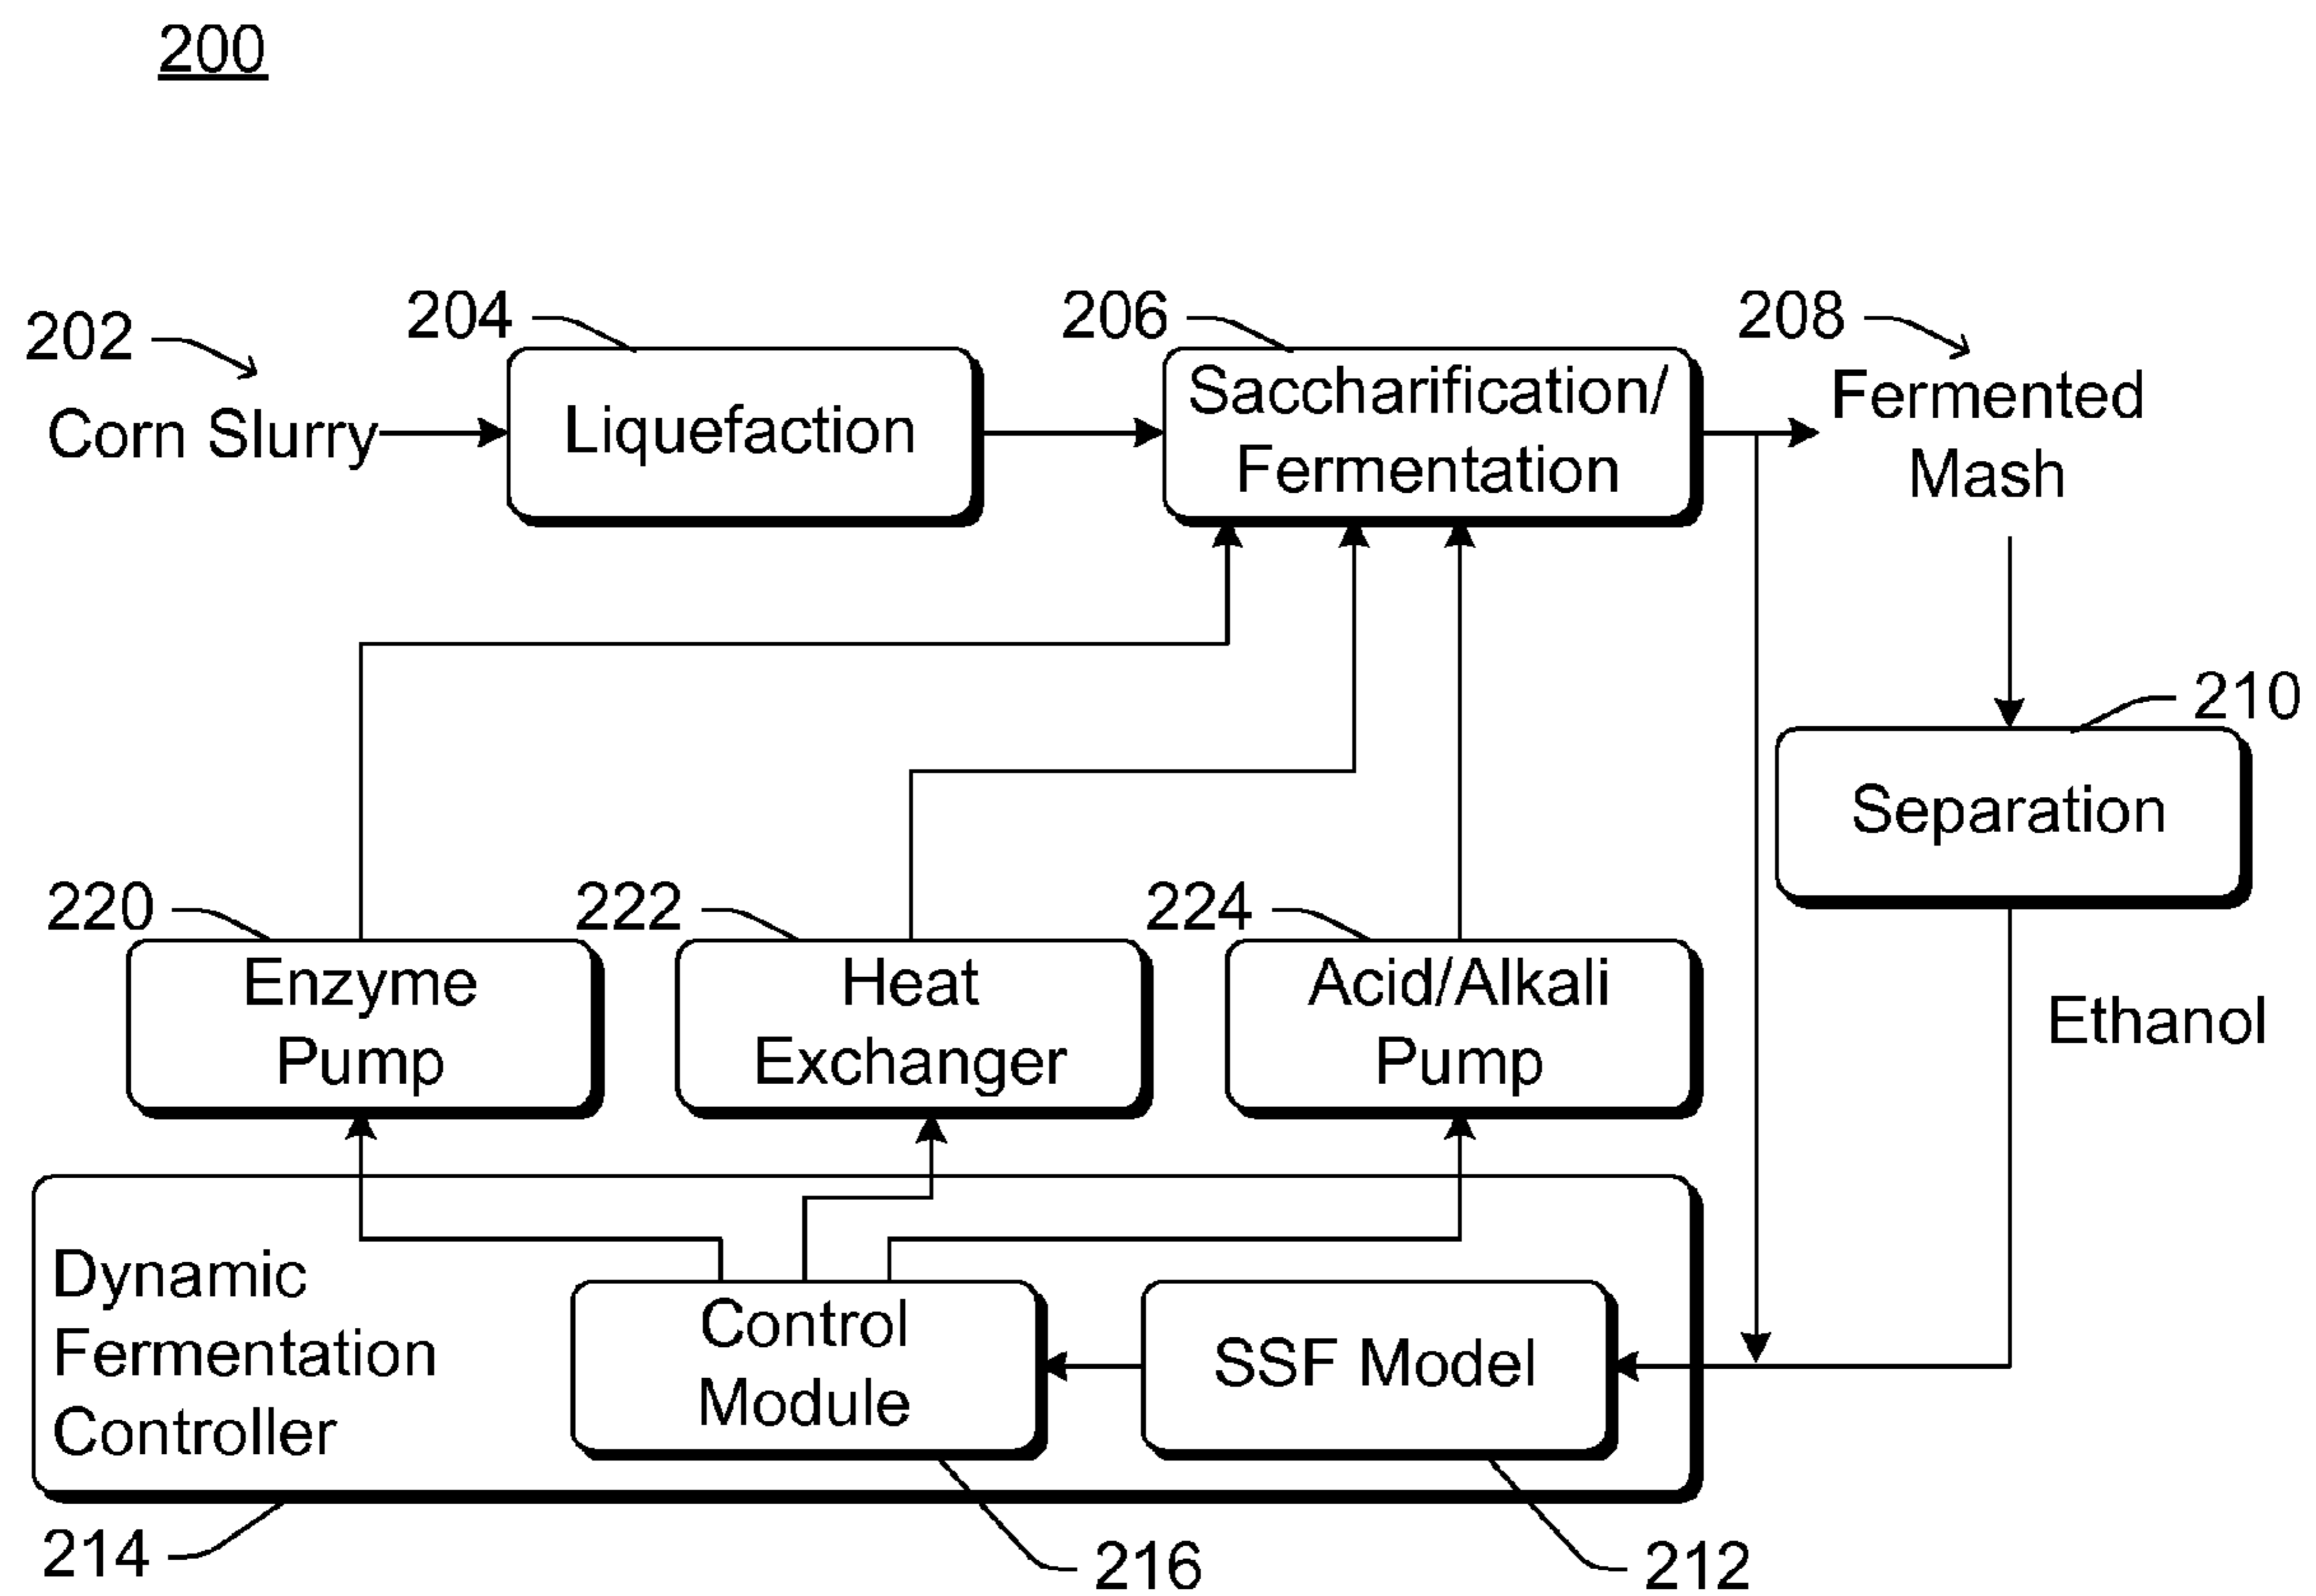 200
202
204
206
208
Corn Slurry
Liquefaction
Saccharification/
Fermentation
Fermented
Mash
210
Separation
220
222
224
Enzyme
Pump
Heat
Exchanger
Acid/Alkali
Pump
Ethanol
Dynamic
Fermentation
Controller
Control
Module
SSF Model
214
216
212